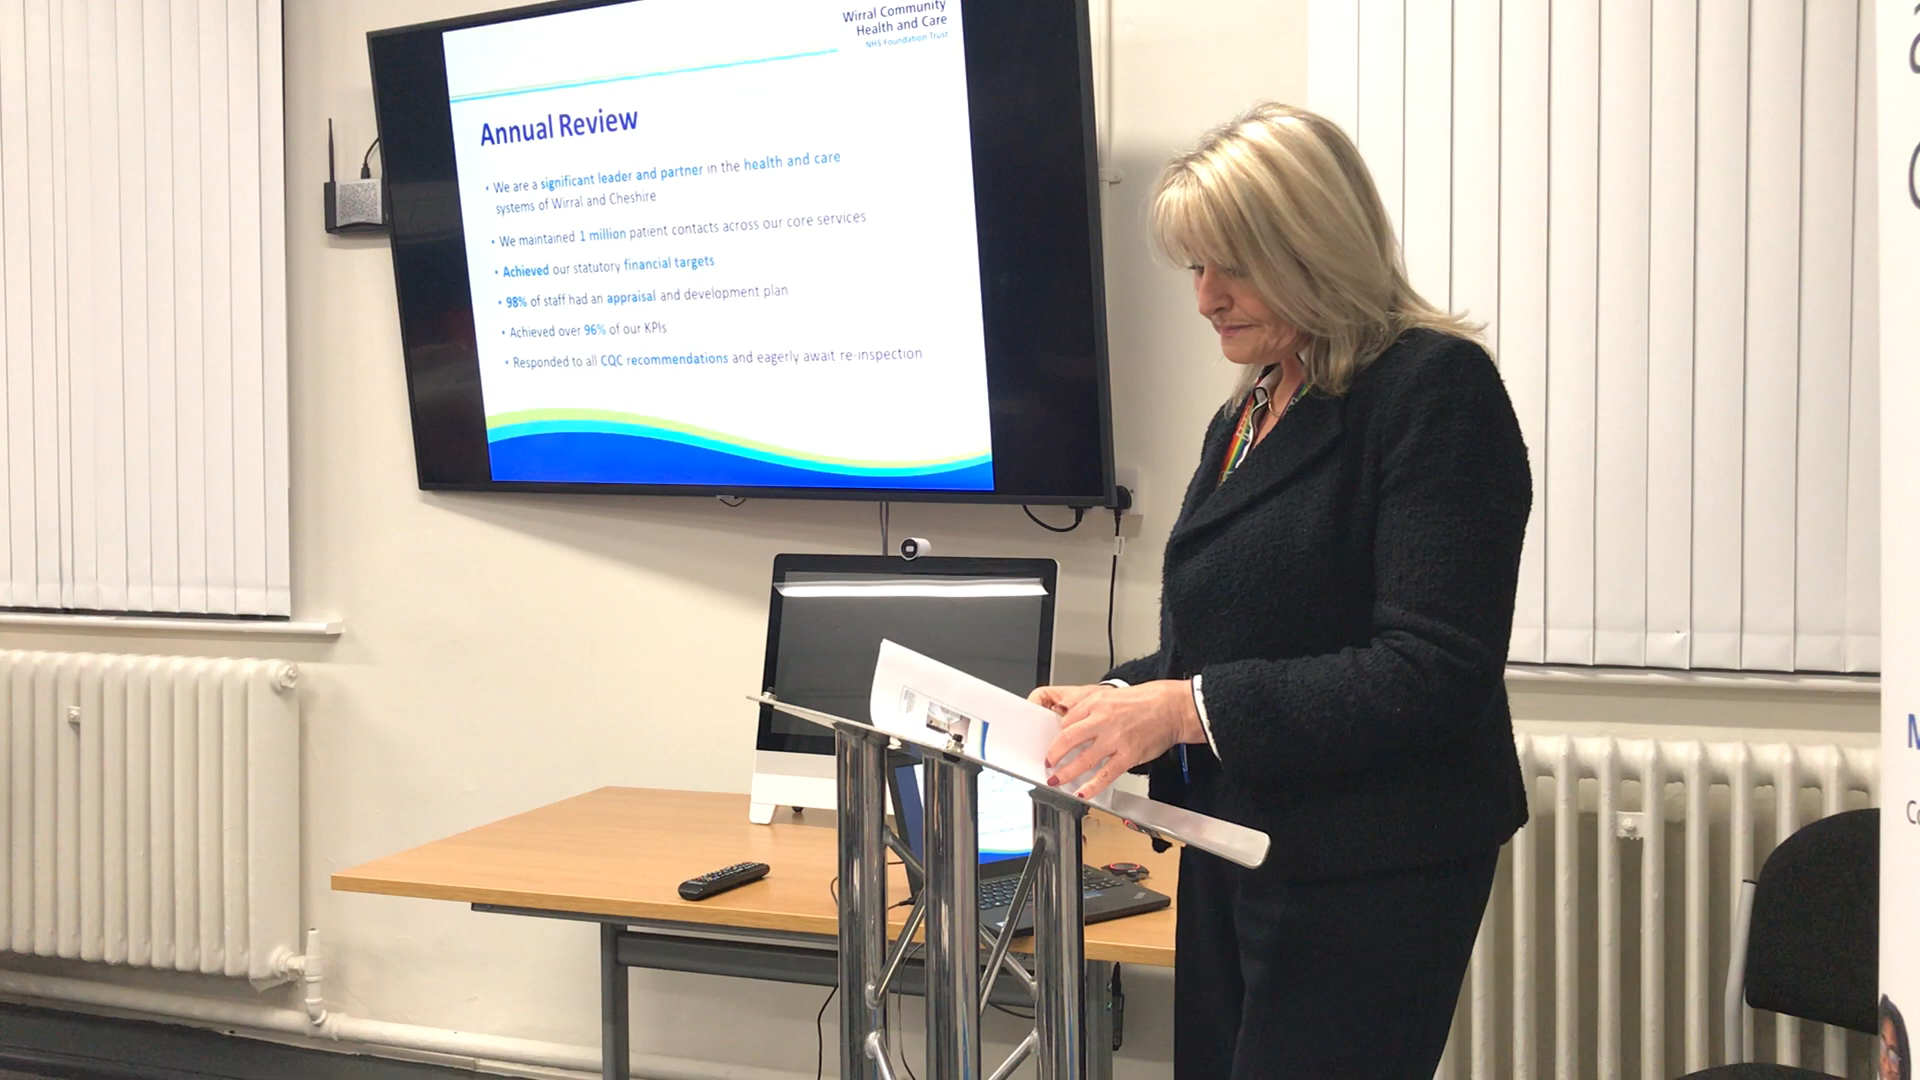 Wirral Community
Health and Care
NHS Foundation Trust
Annual Review
• We are a significant leader and partner in the health and care
systems of Wirral and Cheshire
• We maintained 1 million patient contacts across our core services
• Achieved our statutory financial targets
• 98% of staff had an appraisal and development plan
• Achieved over 96% of our KPIs
• Responded to all CQC recommendations and eagerly await re-inspection